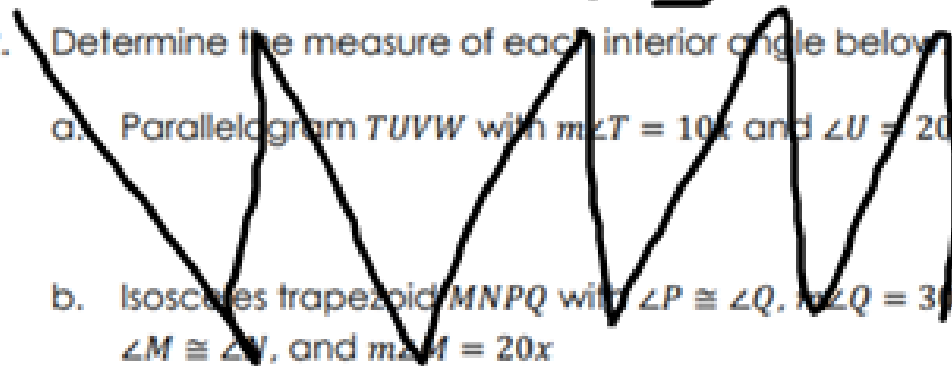 Determine the measure of each interior angle below
a. Parallelogram TUVW with m∠T = 10x and ∠U = 20
b. Isosceles trapezoid MNPQ with ∠P ≅ ∠Q, m∠Q = 3
∠M ≅ ∠N, and m∠M = 20x